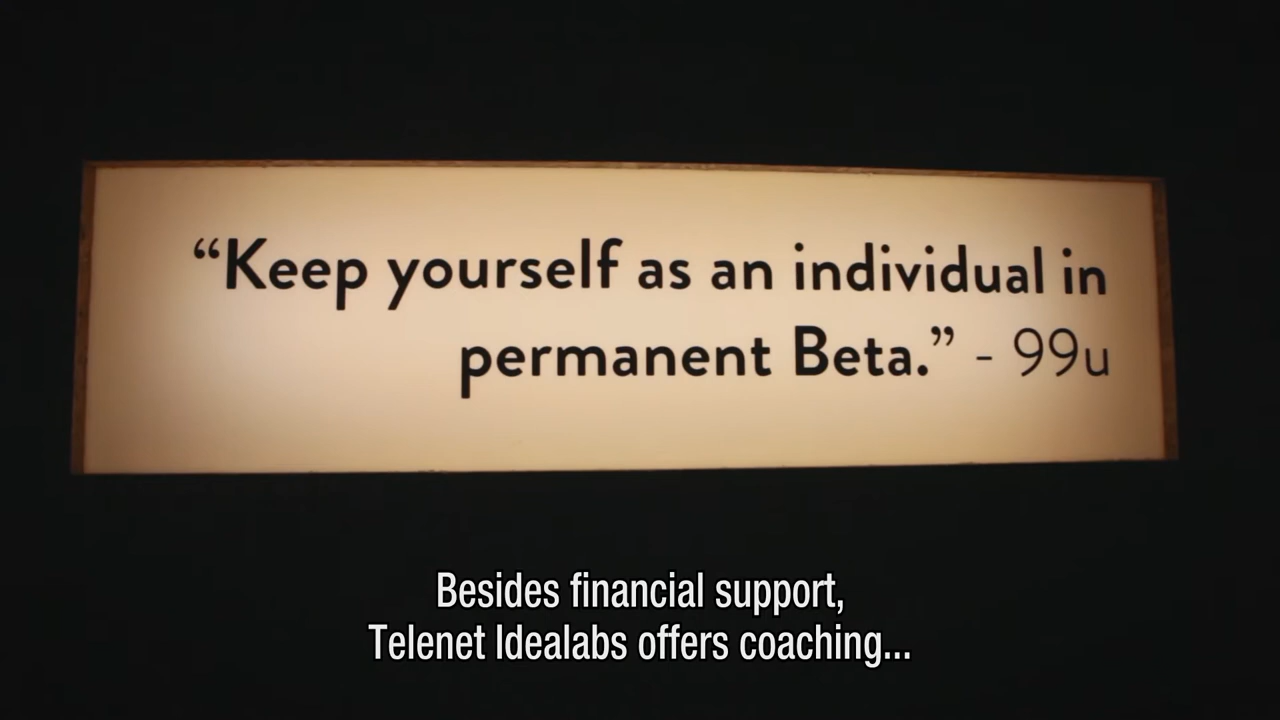 “Keep yourself as an individual in
permanent Beta.” - 99u
Besides financial support,
Telenet Idealabs offers coaching...